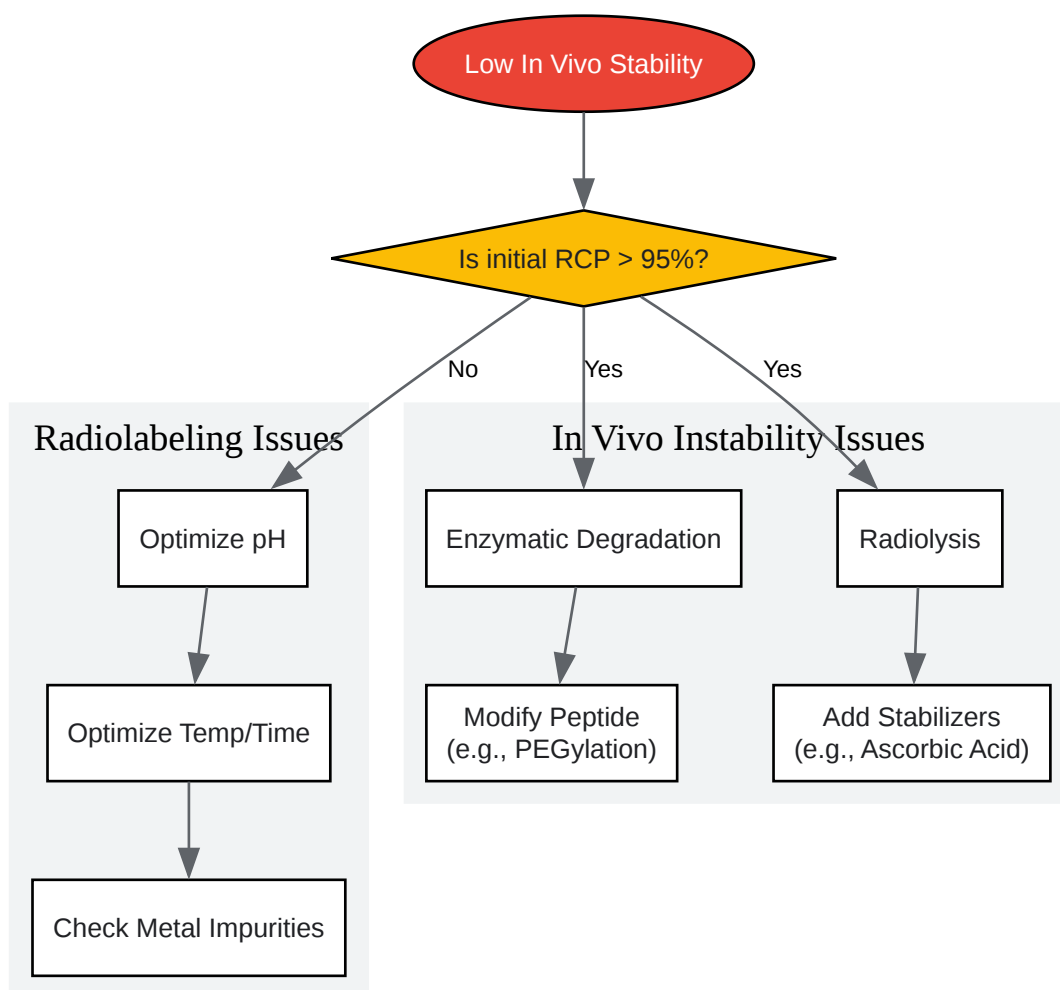 Low In Vivo Stability
Is initial RCP > 95%?
No
Yes
Yes
Radiolabeling Issues
In Vivo Instability Issues
Optimize pH
Enzymatic Degradation
Radiolysis
Optimize Temp/Time
Modify Peptide
(e.g., PEGylation)
Add Stabilizers
(e.g., Ascorbic Acid)
Check Metal Impurities